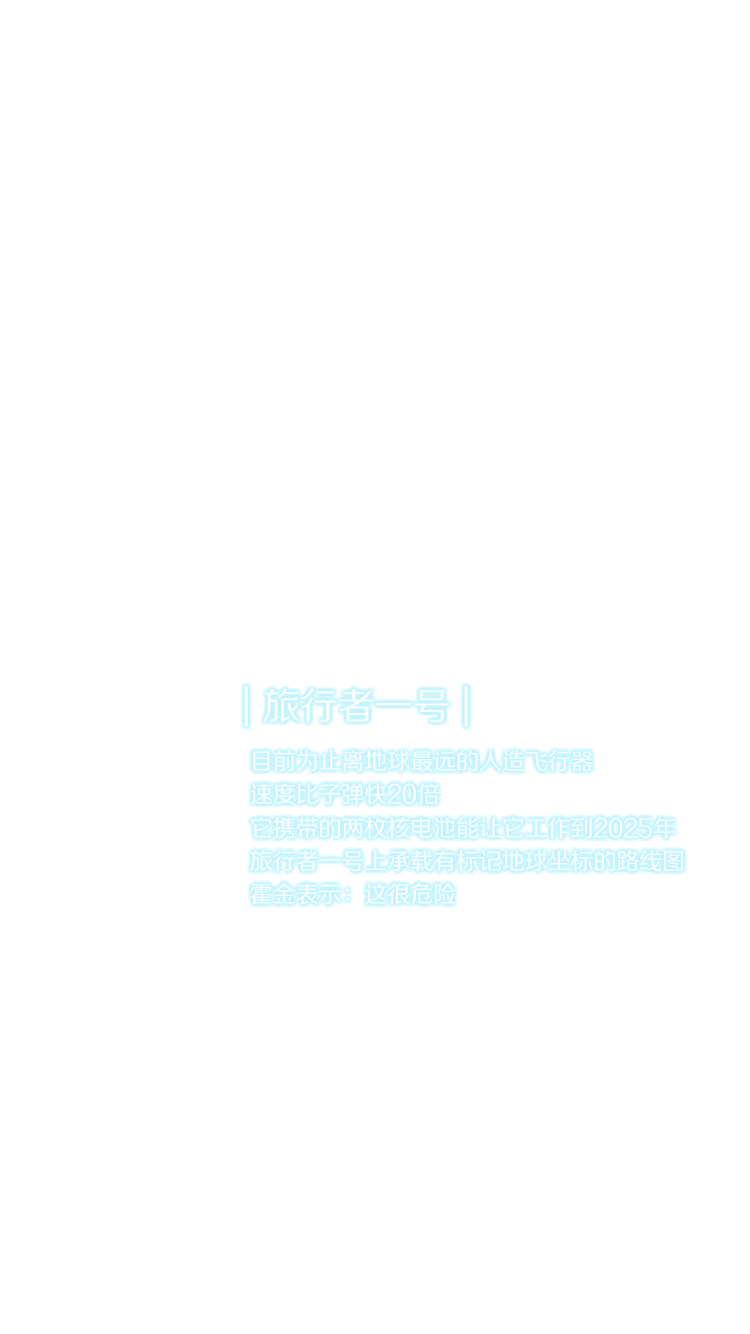 | 旅行者一号 |
目前为止离地球最远的人造飞行器
速度比子弹快20倍
它携带的两枚核电池能让它工作到2025年
旅行者一号上承载有标记地球坐标的路线图
霍金表示：这很危险